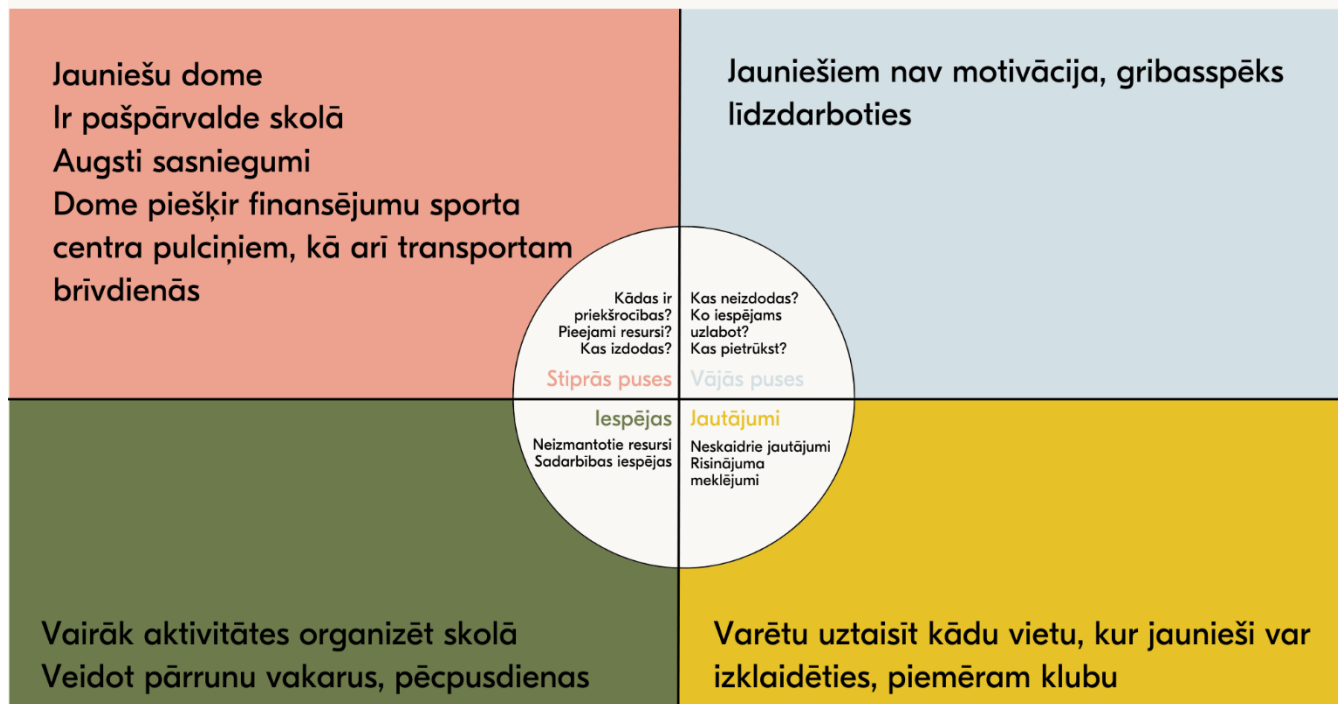 Jauniešu dome
Ir pašpārvalde skolā
Augsti sasniegumi
Dome piešķir finansējumu sporta
centra pulciņiem, kā arī transportam
brīvdienās
Jauniešiem nav motivācija, gribasspēks
līdzdarboties
Kādas ir
priekšrocības?
Pieejami resursi?
Kas izdodas?
Stiprās puses
Kas neizdodas?
Ko iespējams
uzlabot?
Kas pietrūkst?
Vājās puses
Iespējas
Neizmantotie resursi
Sadarbības iespējas
Jautājumi
Neskaidrie jautājumi
Risinājuma
meklējumi
Vairāk aktivitātes organizēt skolā
Veidot pārrunu vakarus, pēcpusdienas
Varētu uztaisīt kādu vietu, kur jaunieši var
izklaidēties, piemēram klubu